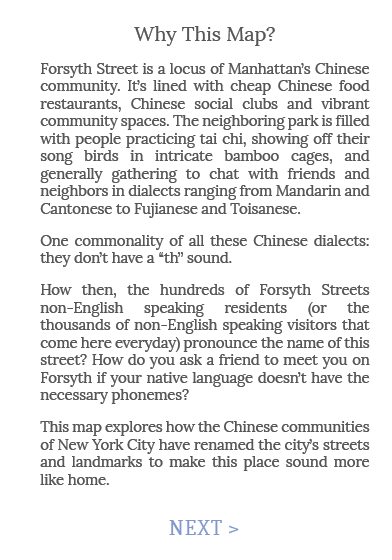 Why This Map?
Forsyth Street is a locus of Manhattan's Chinese
community. It's lined with cheap Chinese food
restaurants, Chinese social clubs and vibrant
community spaces. The neighboring park is filled
with people practicing tai chi, showing off their
song birds in intricate bamboo cages, and
generally gathering to chat with friends and
neighbors in dialects ranging from Mandarin and
Cantonese to Fujianese and Toisanese.
One commonality of all these Chinese dialects:
they don't have a “th” sound.
How then, the hundreds of Forsyth Streets
non-English speaking residents (or the
thousands of non-English speaking visitors that
come here everyday) pronounce the name of this
street? How do you ask a friend to meet you on
Forsyth if your native language doesn't have the
necessary phonemes?
This map explores how the Chinese communities
of New York City have renamed the city's streets
and landmarks to make this place sound more
like home.
NEXT >